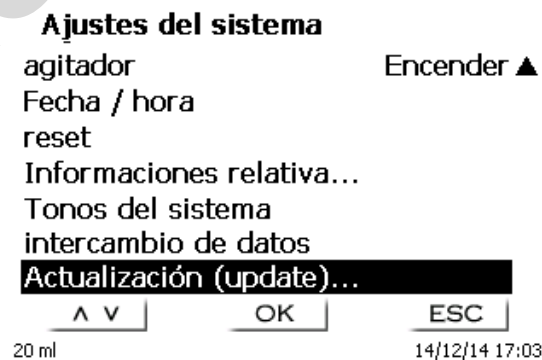 Ajustes del sistema
agitador Encender ▲
Fecha / hora
reset
Informaciones relativa...
Tonos del sistema
intercambio de datos
Actualización (update)...
∧ ∨ OK ESC
20 ml 14/12/14 17:03